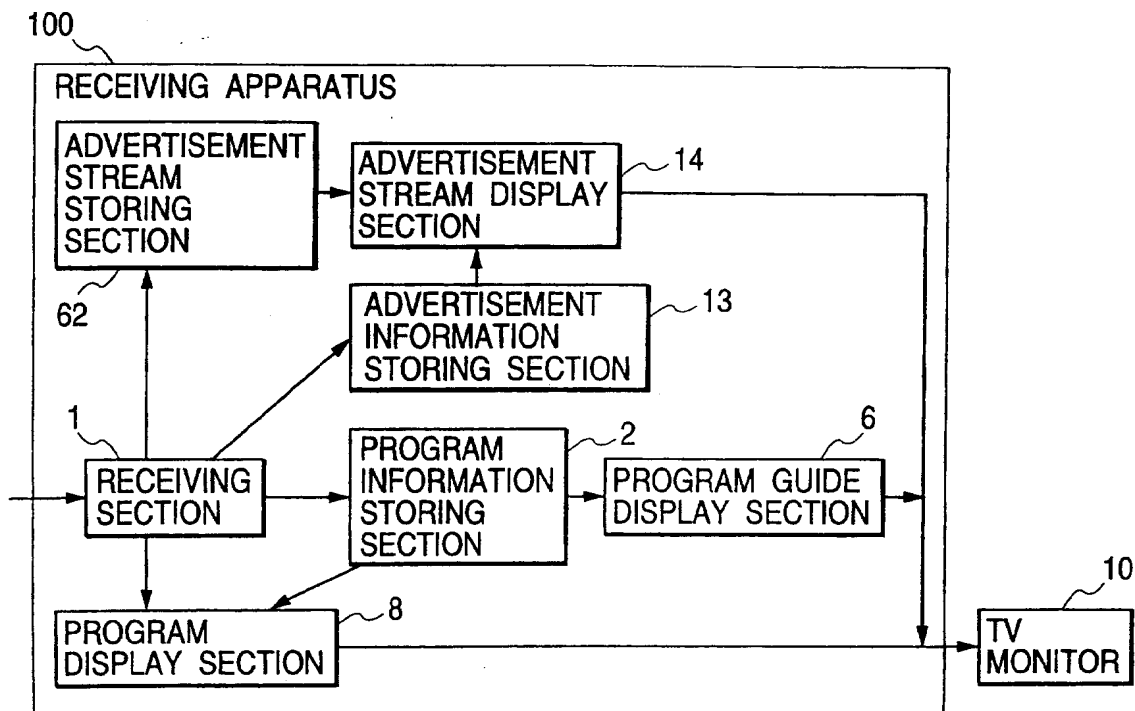 100
RECEIVING APPARATUS
ADVERTISEMENT
STREAM
STORING
SECTION
62
ADVERTISEMENT
STREAM DISPLAY
SECTION
14
ADVERTISEMENT
INFORMATION
STORING SECTION
13
1
RECEIVING
SECTION
PROGRAM
INFORMATION
STORING
SECTION
2
PROGRAM GUIDE
DISPLAY SECTION
6
PROGRAM
DISPLAY SECTION
8
TV
MONITOR
10